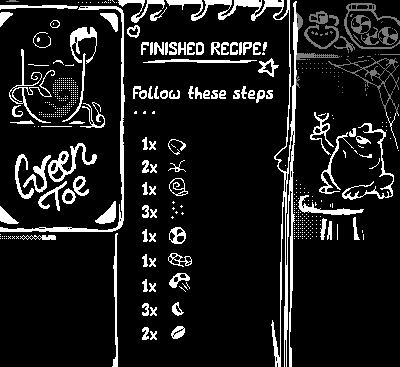 Green
Toe
FINISHED RECIPE!
Follow these steps
...
1x
2x
1x
3x
1x
1x
1x
3x
2x